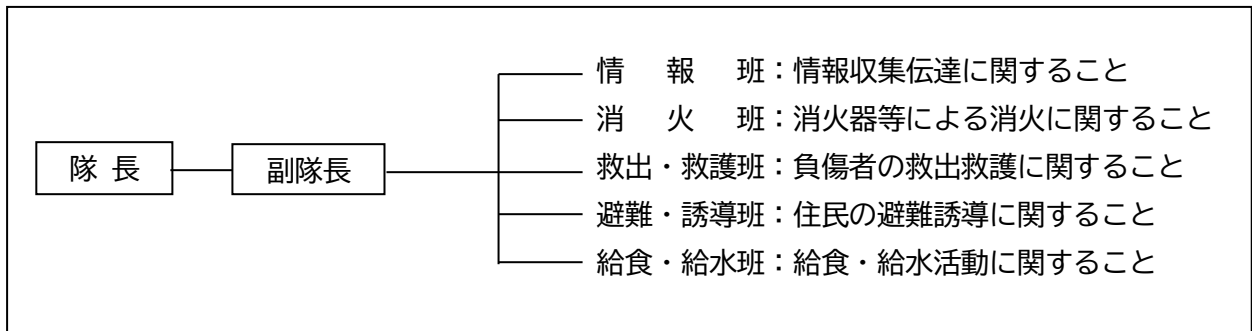 情報班：情報収集伝達に関すること
消火班：消火器等による消火に関すること
隊長
副隊長
救出・救護班：負傷者の救出救護に関すること
避難・誘導班：住民の避難誘導に関すること
給食・給水班：給食・給水活動に関すること